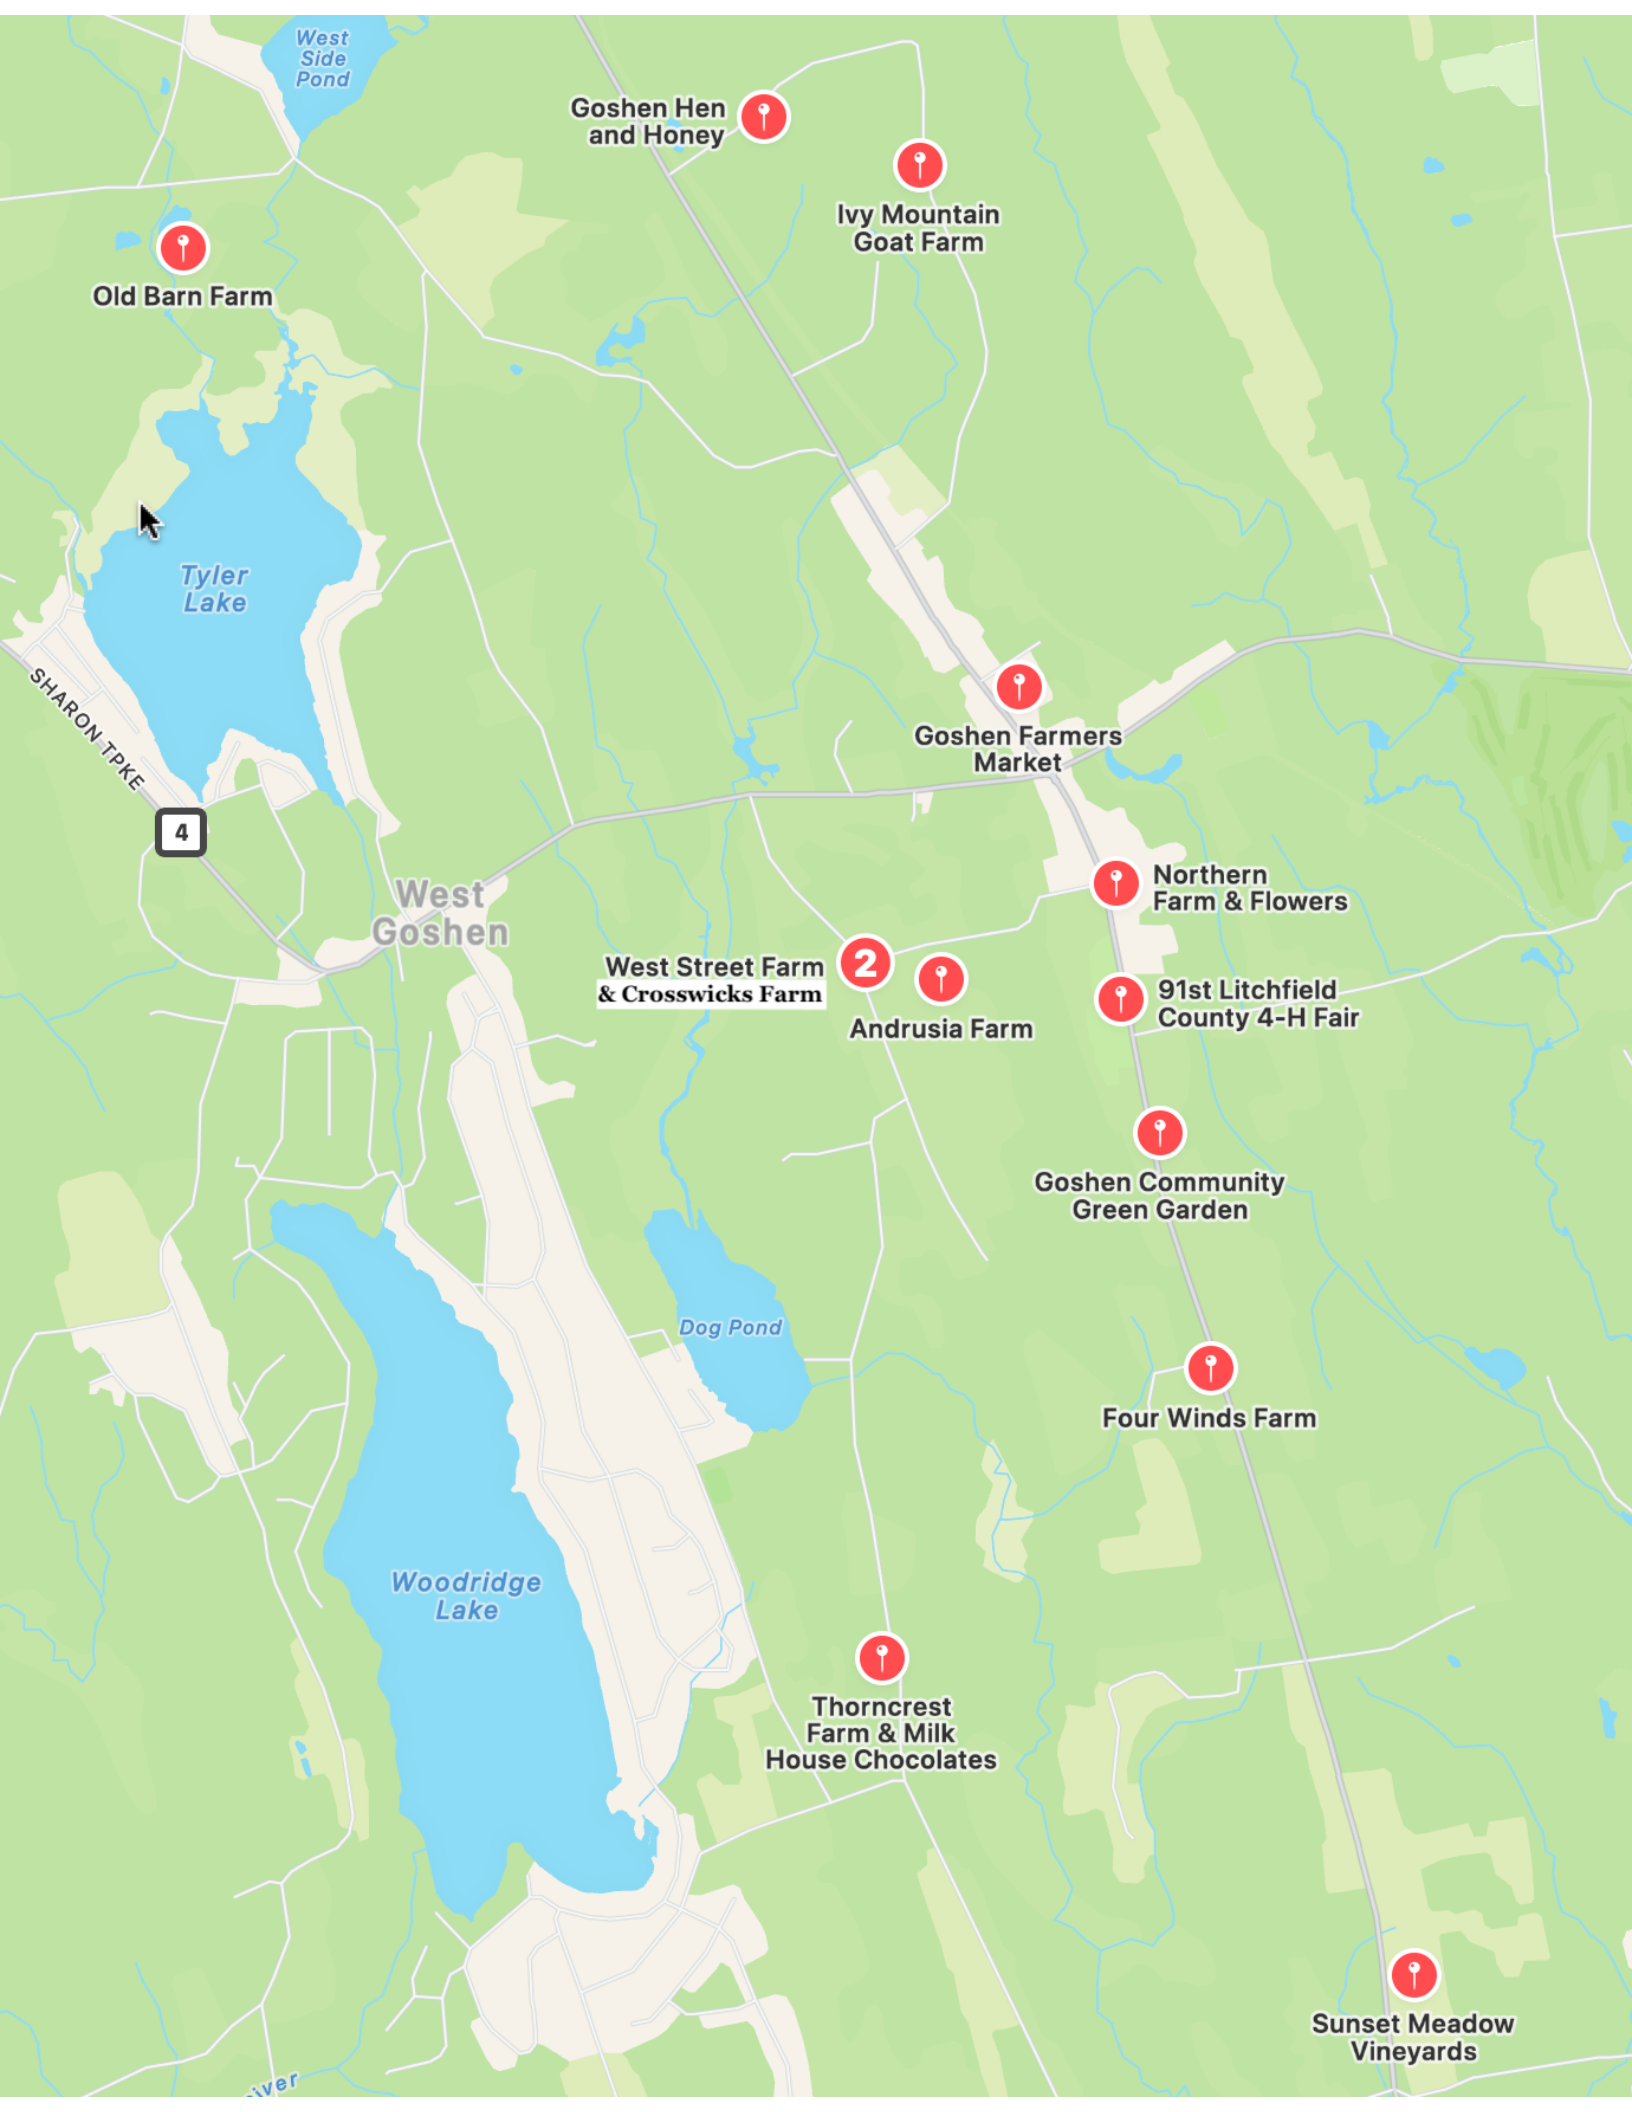 West
Side
Pond
Goshen Hen
and Honey
Ivy Mountain
Goat Farm
Old Barn Farm
Tyler
Lake
SHARON TPKE
4
Goshen Farmers
Market
West
Goshen
Northern
Farm & Flowers
West Street Farm
& Crosswicks Farm
2
Andrusia Farm
91st Litchfield
County 4-H Fair
Goshen Community
Green Garden
Dog Pond
Four Winds Farm
Woodridge
Lake
Thorncrest
Farm & Milk
House Chocolates
Sunset Meadow
Vineyards
iver